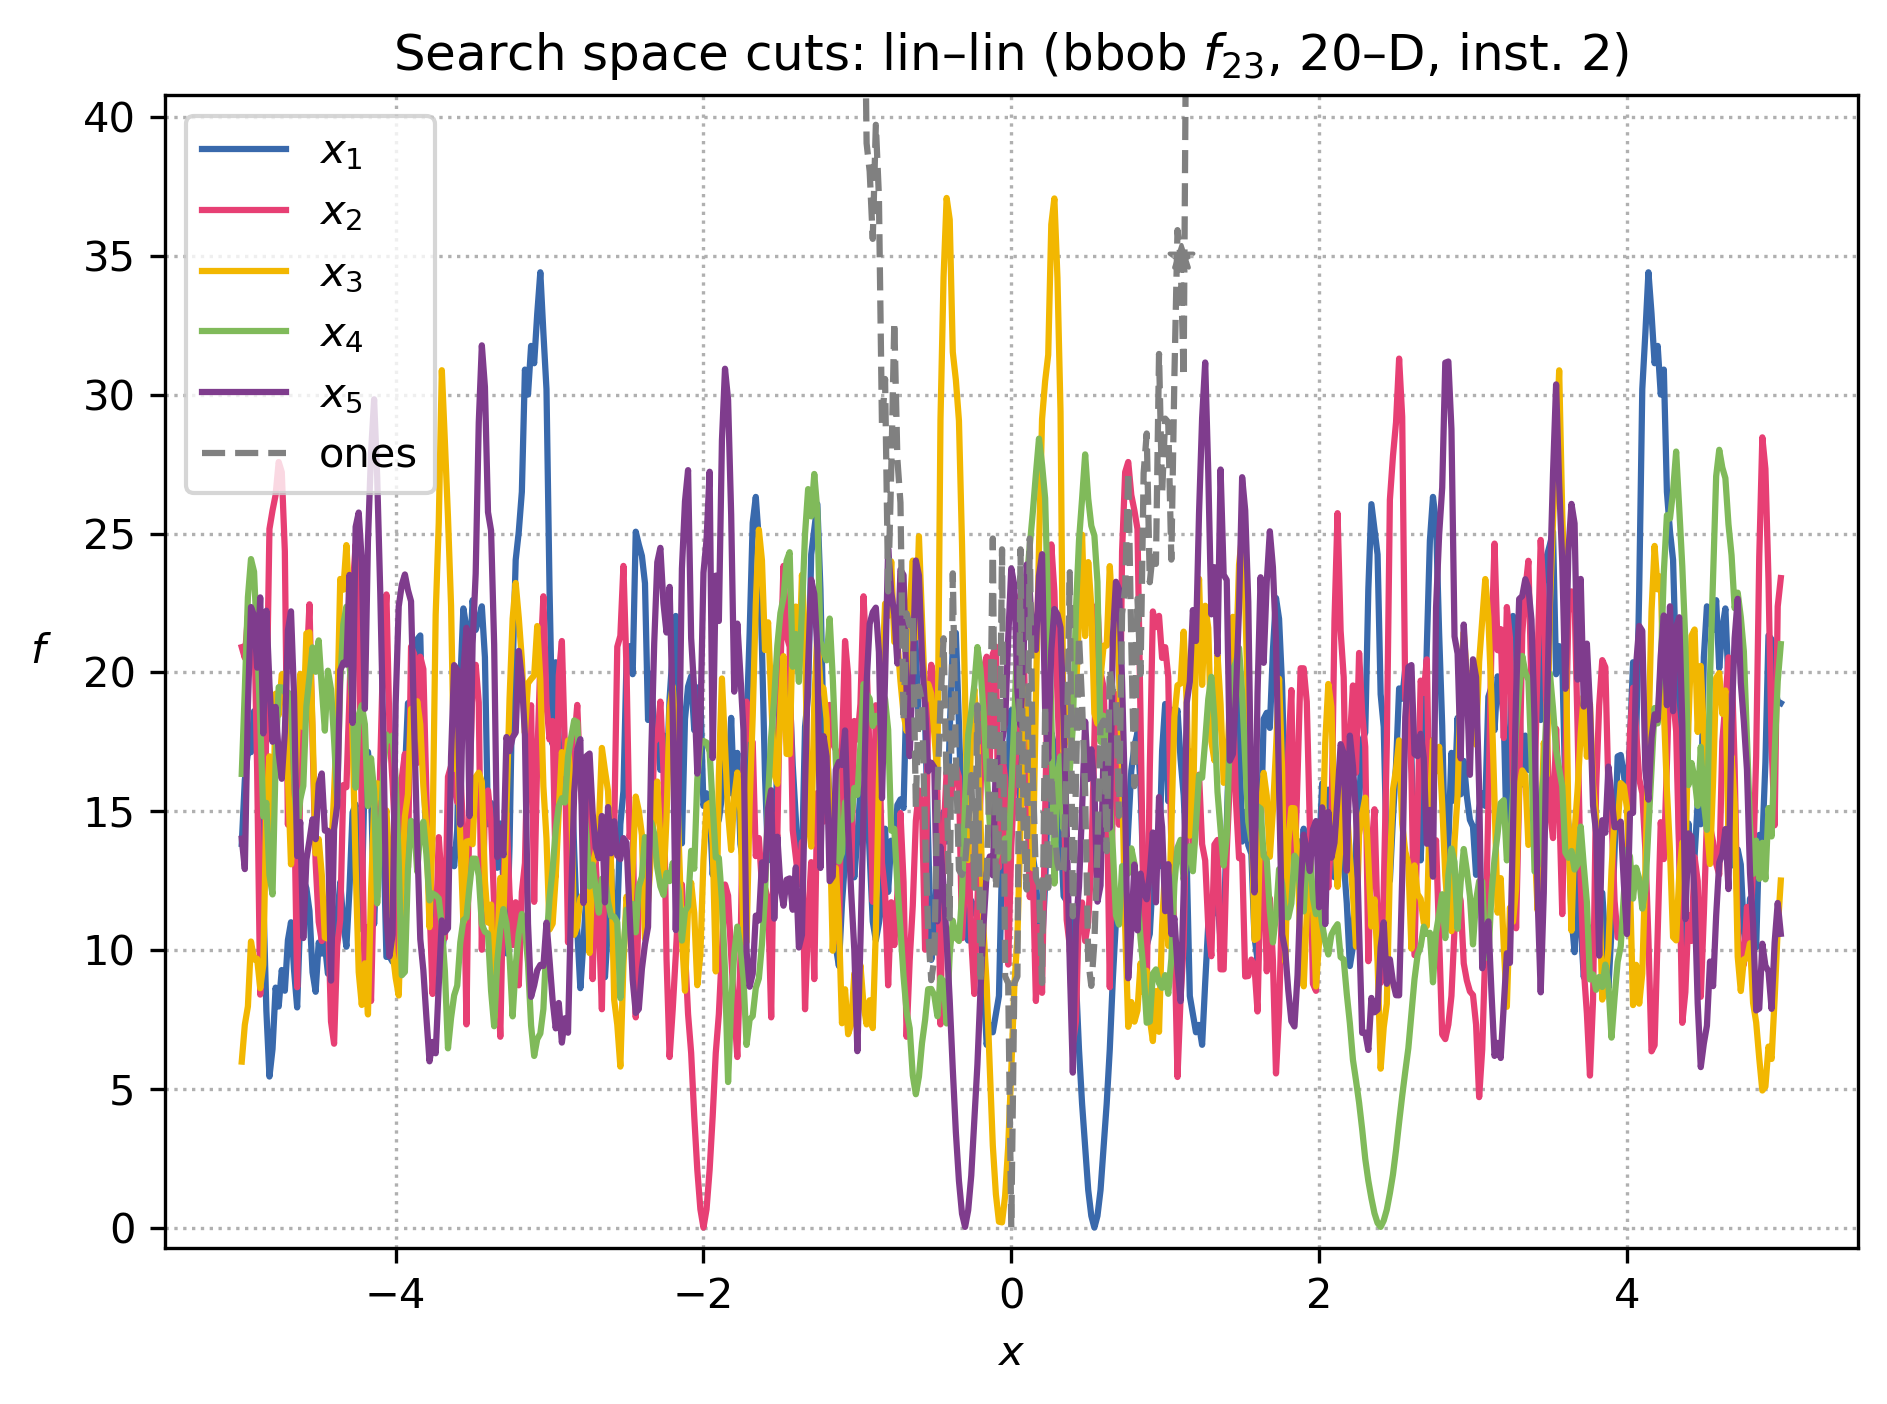 Search space cuts: lin–lin (bbob f₂₃, 20–D, inst. 2)
40
35
30
25
20
15
10
5
0
f
x₁
x₂
x₃
x₄
x₅
ones
−4
−2
0
2
4
x